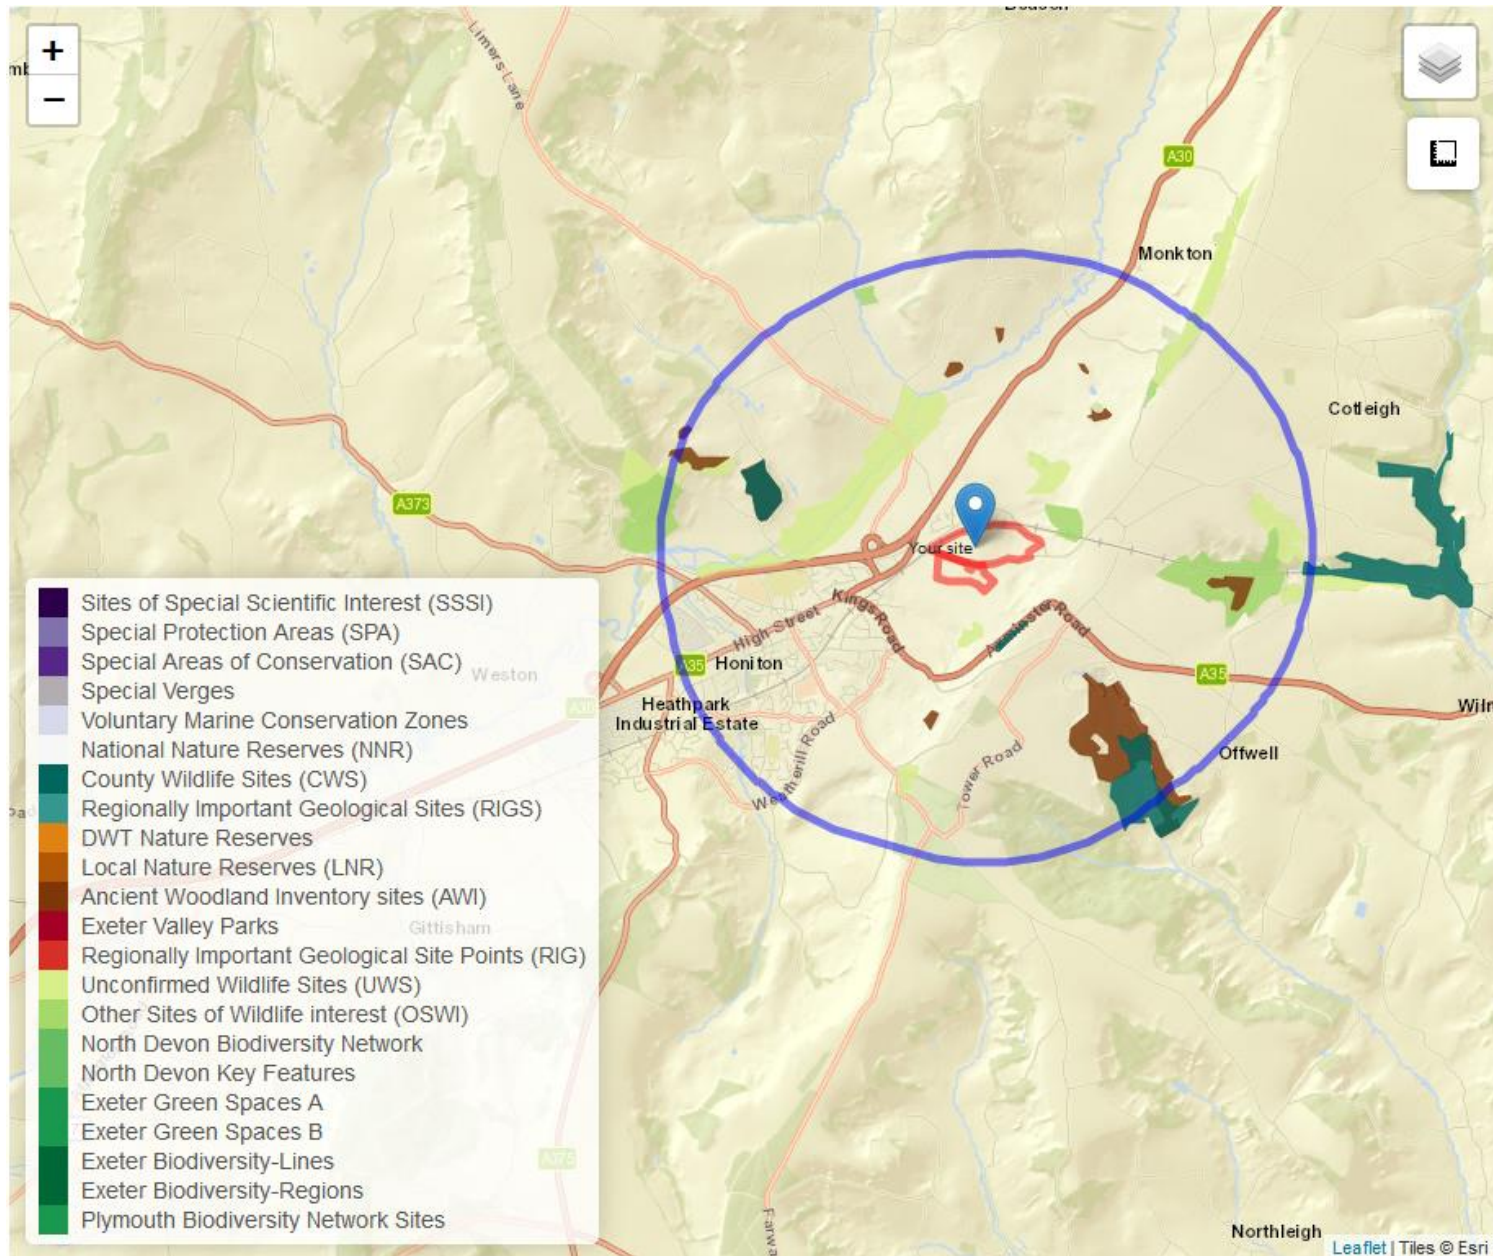 +
−
Limers Lane
A30
Monkton
Cotleigh
A373
Your site
Kings Road
High Street
Axminster Road
A35
Honiton
A35
Weston
Heathpark
Industrial Estate
Offwell
Weatherill Road
Tower Road
Gittisham
A375
Northleigh
Sites of Special Scientific Interest (SSSI)
Special Protection Areas (SPA)
Special Areas of Conservation (SAC)
Special Verges
Voluntary Marine Conservation Zones
National Nature Reserves (NNR)
County Wildlife Sites (CWS)
Regionally Important Geological Sites (RIGS)
DWT Nature Reserves
Local Nature Reserves (LNR)
Ancient Woodland Inventory sites (AWI)
Exeter Valley Parks
Regionally Important Geological Site Points (RIG)
Unconfirmed Wildlife Sites (UWS)
Other Sites of Wildlife interest (OSWI)
North Devon Biodiversity Network
North Devon Key Features
Exeter Green Spaces A
Exeter Green Spaces B
Exeter Biodiversity-Lines
Exeter Biodiversity-Regions
Plymouth Biodiversity Network Sites
Leaflet | Tiles © Esri